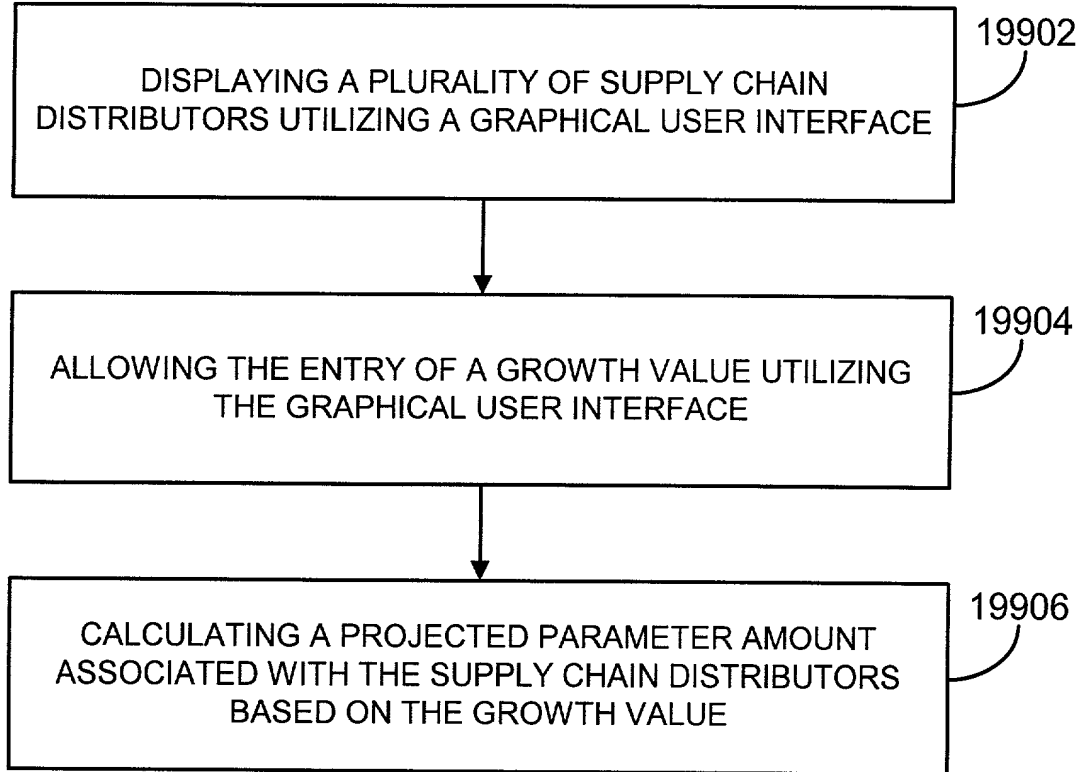 19902
DISPLAYING A PLURALITY OF SUPPLY CHAIN
DISTRIBUTORS UTILIZING A GRAPHICAL USER INTERFACE
19904
ALLOWING THE ENTRY OF A GROWTH VALUE UTILIZING
THE GRAPHICAL USER INTERFACE
19906
CALCULATING A PROJECTED PARAMETER AMOUNT
ASSOCIATED WITH THE SUPPLY CHAIN DISTRIBUTORS
BASED ON THE GROWTH VALUE